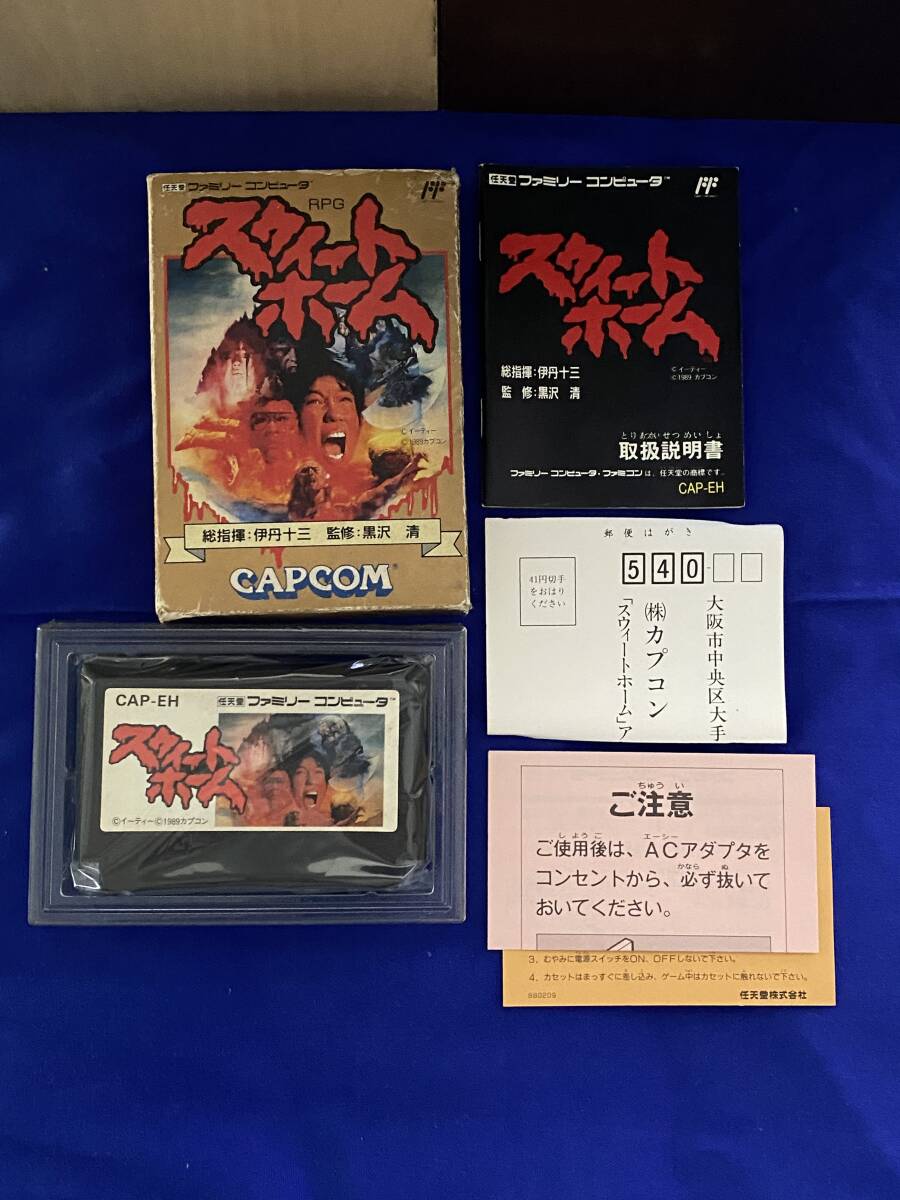 任天堂 ファミリー コンピュータ™
RPG
スウィート
ホーム
© イーティー
©1989カプコン
総指揮:伊丹十三 監修:黒沢 清
CAPCOM®
任天堂 ファミリー コンピュータ™
スウィート
ホーム
総指揮:伊丹十三
監 修:黒沢 清
© イーティー
©1989 カプコン
とりあつかいせつめいしょ
取扱説明書
ファミリー コンピュータ・ファミコンは、任天堂の商標です。
CAP-EH
郵便はがき
41円切手
をおはり
ください
540
大阪市中央区大手
(株)カプコン
「スウィートホーム」ア
CAP-EH
任天堂 ファミリー コンピュータ™
スウィート
ホーム
©イーティー©1989カプコン
ちゅうい
ご注意
しようご エーシー
ご使用後は、ACアダプタを
かなら ぬ
コンセントから、必ず抜いて
おいてください。
3. むやみに電源スイッチをON、OFFしないで下さい。
4. カセットはまっすぐに差し込み、ゲーム中はカセットに触れないで下さい。
880209
任天堂株式会社